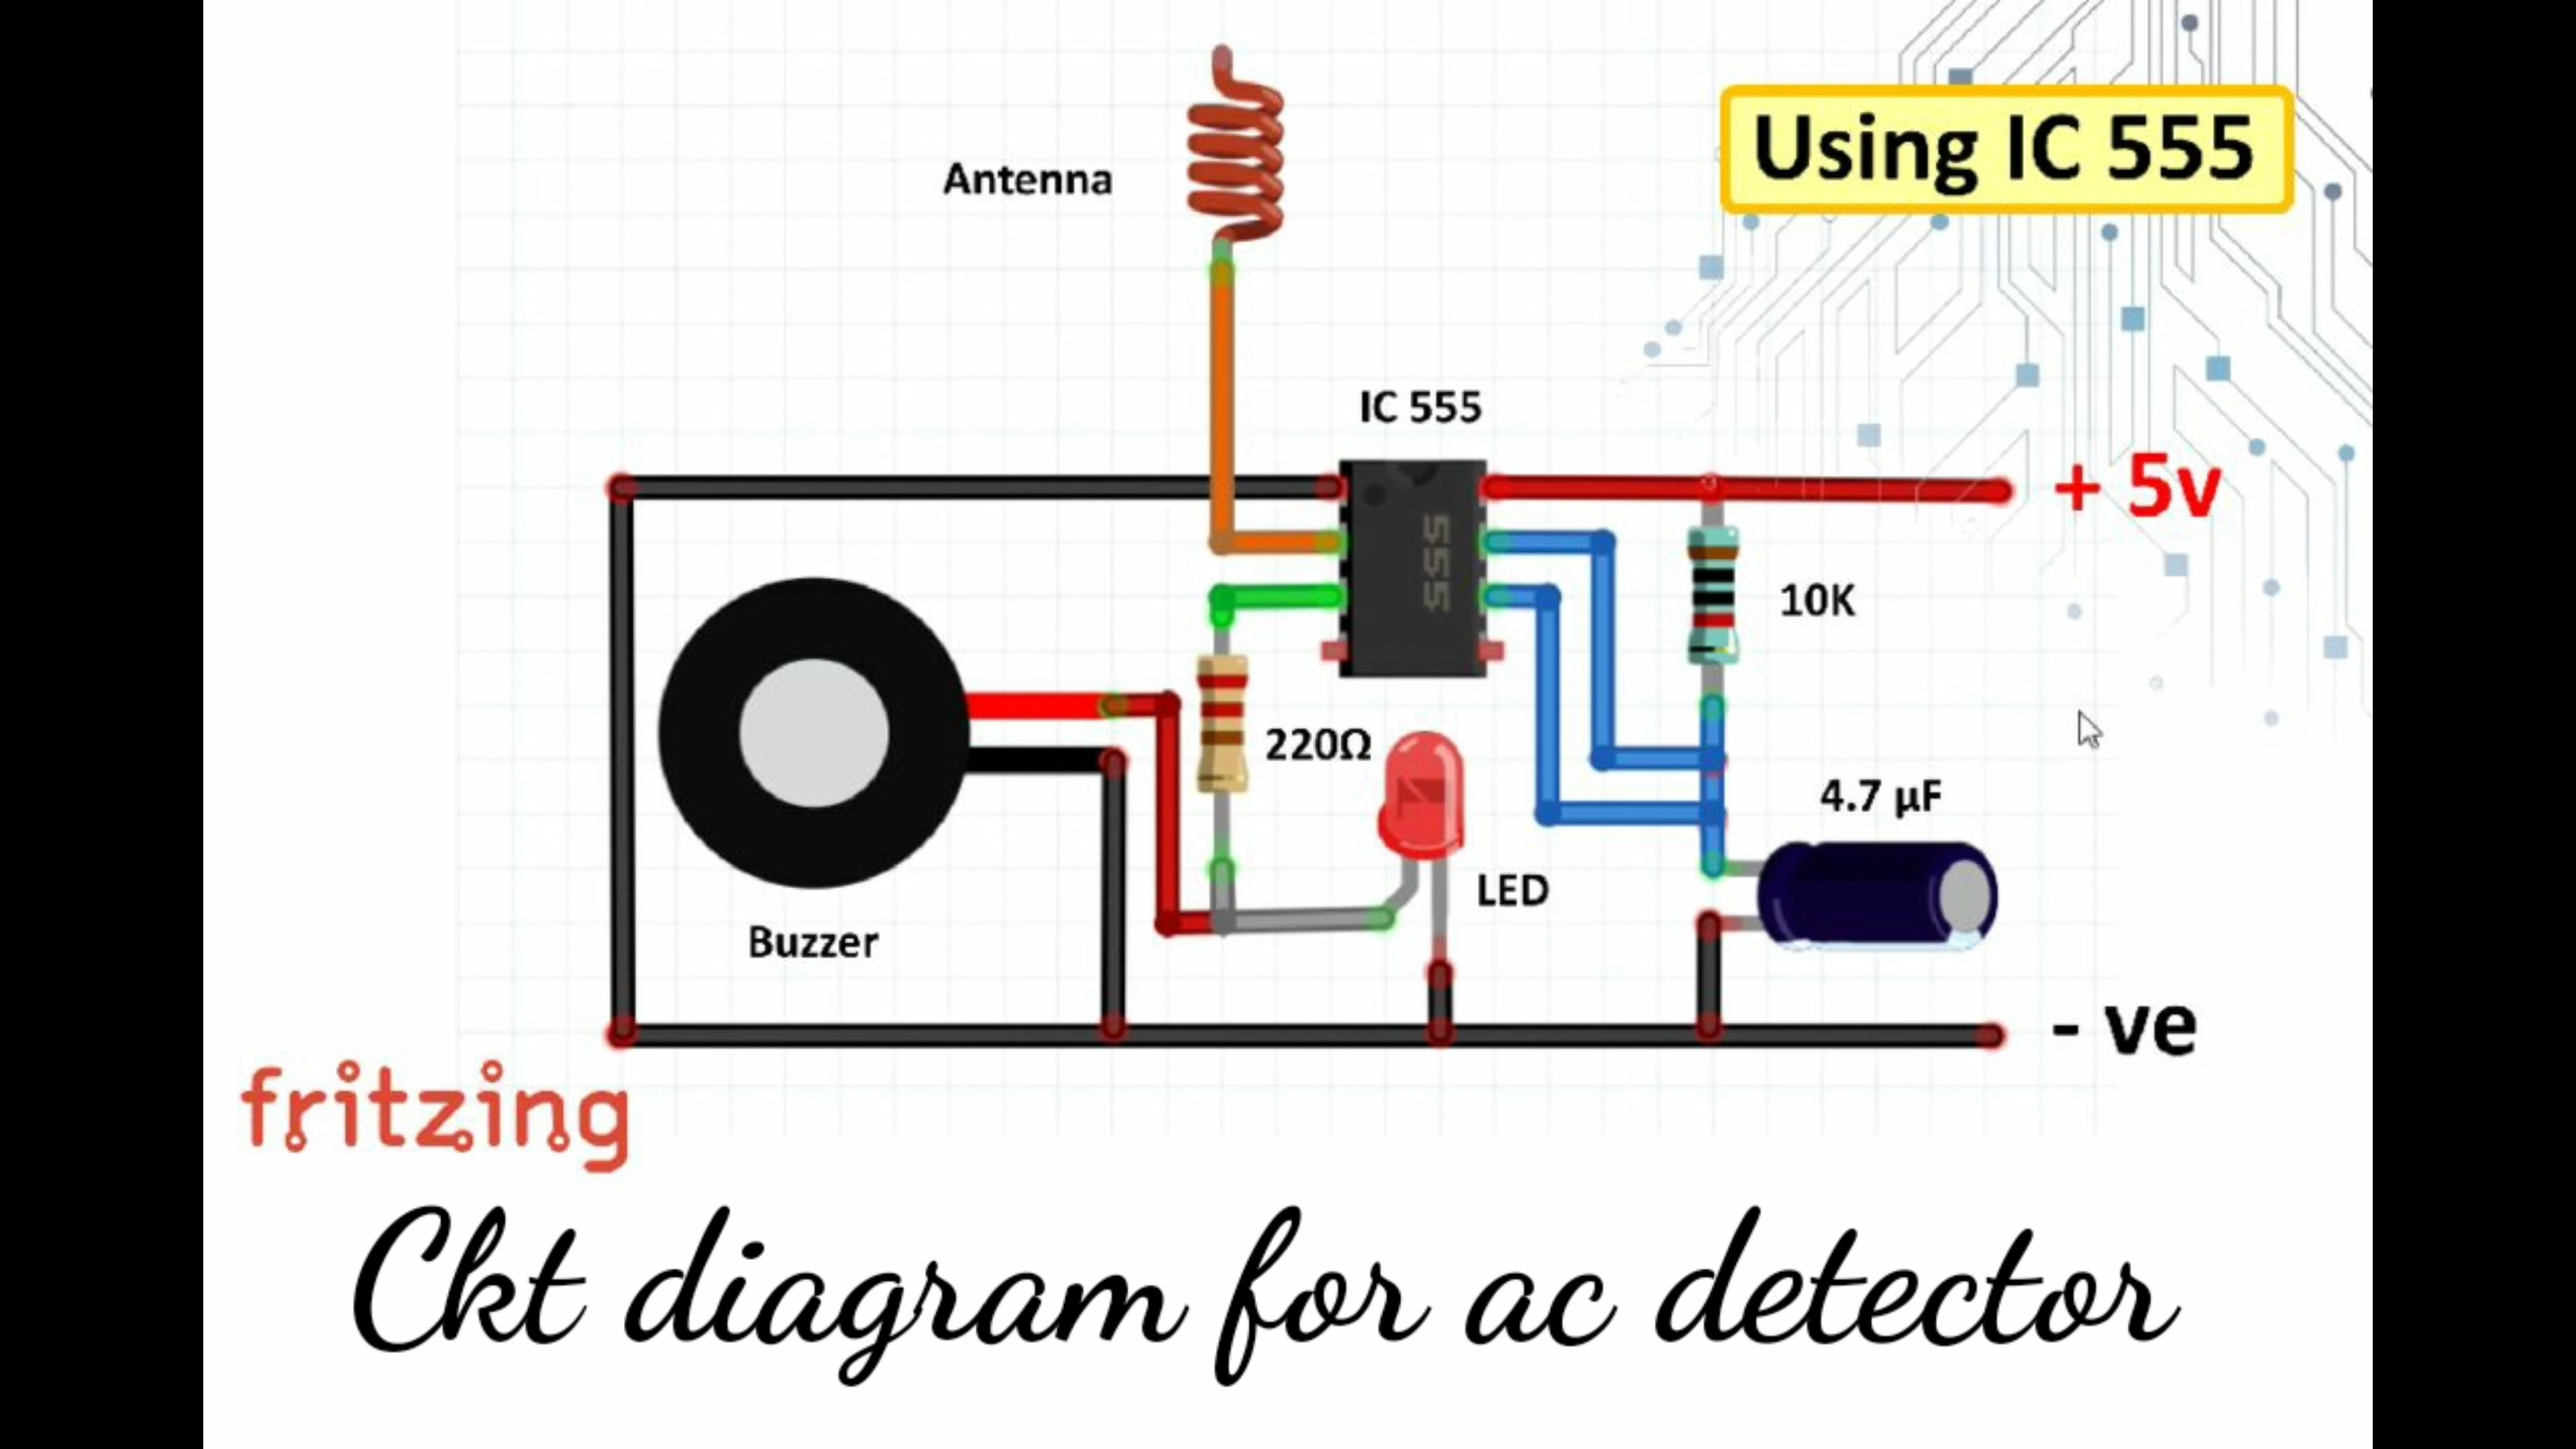 Using IC 555
Antenna
IC 555
+ 5v
555
10K
220Ω
4.7 µF
LED
Buzzer
- ve
fritzing
Ckt diagram for ac detector